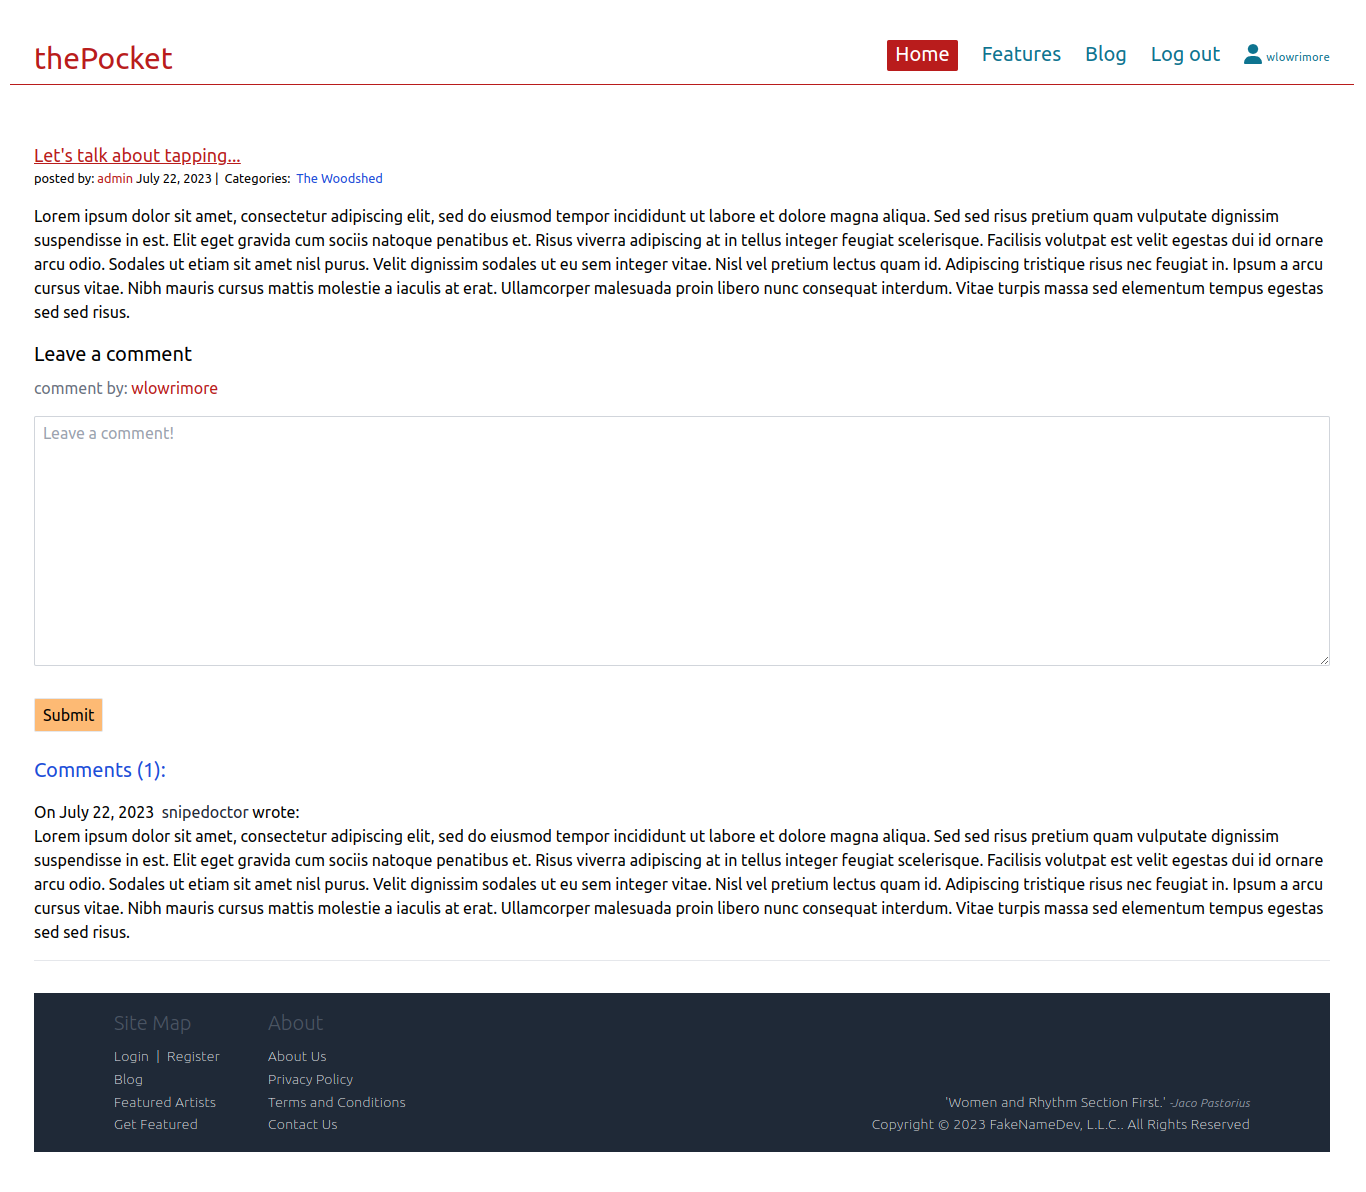 thePocket
Home Features Blog Log out wlowrimore
Let's talk about tapping...
posted by: admin July 22, 2023 | Categories: The Woodshed
Lorem ipsum dolor sit amet, consectetur adipiscing elit, sed do eiusmod tempor incididunt ut labore et dolore magna aliqua. Sed sed risus pretium quam vulputate dignissim
suspendisse in est. Elit eget gravida cum sociis natoque penatibus et. Risus viverra adipiscing at in tellus integer feugiat scelerisque. Facilisis volutpat est velit egestas dui id ornare
arcu odio. Sodales ut etiam sit amet nisl purus. Velit dignissim sodales ut eu sem integer vitae. Nisl vel pretium lectus quam id. Adipiscing tristique risus nec feugiat in. Ipsum a arcu
cursus vitae. Nibh mauris cursus mattis molestie a iaculis at erat. Ullamcorper malesuada proin libero nunc consequat interdum. Vitae turpis massa sed elementum tempus egestas
sed sed risus.
Leave a comment
comment by: wlowrimore
Leave a comment!
Submit
Comments (1):
On July 22, 2023 snipedoctor wrote:
Lorem ipsum dolor sit amet, consectetur adipiscing elit, sed do eiusmod tempor incididunt ut labore et dolore magna aliqua. Sed sed risus pretium quam vulputate dignissim
suspendisse in est. Elit eget gravida cum sociis natoque penatibus et. Risus viverra adipiscing at in tellus integer feugiat scelerisque. Facilisis volutpat est velit egestas dui id ornare
arcu odio. Sodales ut etiam sit amet nisl purus. Velit dignissim sodales ut eu sem integer vitae. Nisl vel pretium lectus quam id. Adipiscing tristique risus nec feugiat in. Ipsum a arcu
cursus vitae. Nibh mauris cursus mattis molestie a iaculis at erat. Ullamcorper malesuada proin libero nunc consequat interdum. Vitae turpis massa sed elementum tempus egestas
sed sed risus.
Site Map
Login | Register
Blog
Featured Artists
Get Featured
About
About Us
Privacy Policy
Terms and Conditions
Contact Us
'Women and Rhythm Section First.' -Jaco Pastorius
Copyright © 2023 FakeNameDev, L.L.C.. All Rights Reserved